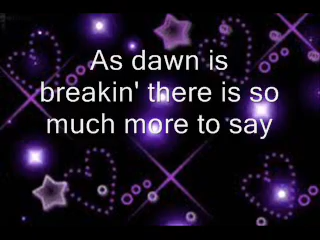 As dawn is
breakin' there is so
much more to say